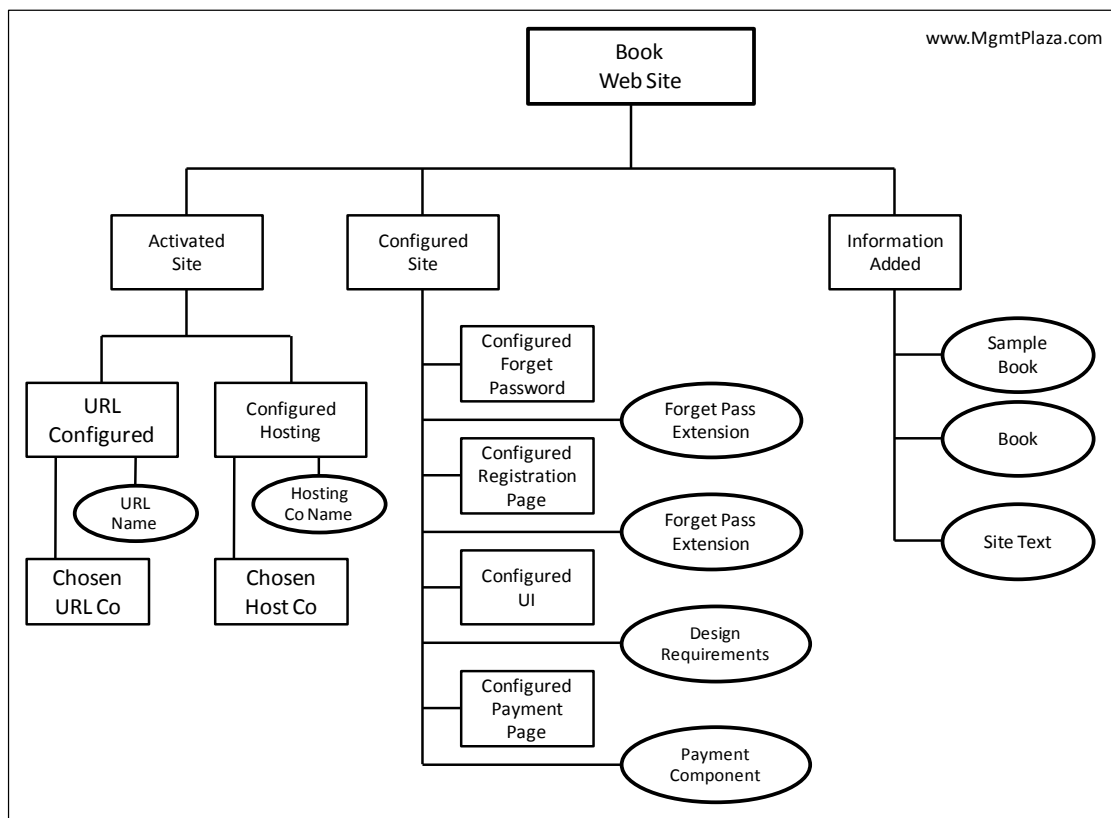 www.MgmtPlaza.com
Book
Web Site
Activated
Site
Configured
Site
Information
Added
URL
Configured
Configured
Hosting
URL
Name
Hosting
Co Name
Chosen
URL Co
Chosen
Host Co
Configured
Forget
Password
Forget Pass
Extension
Configured
Registration
Page
Forget Pass
Extension
Configured
UI
Design
Requirements
Configured
Payment
Page
Payment
Component
Sample
Book
Book
Site Text